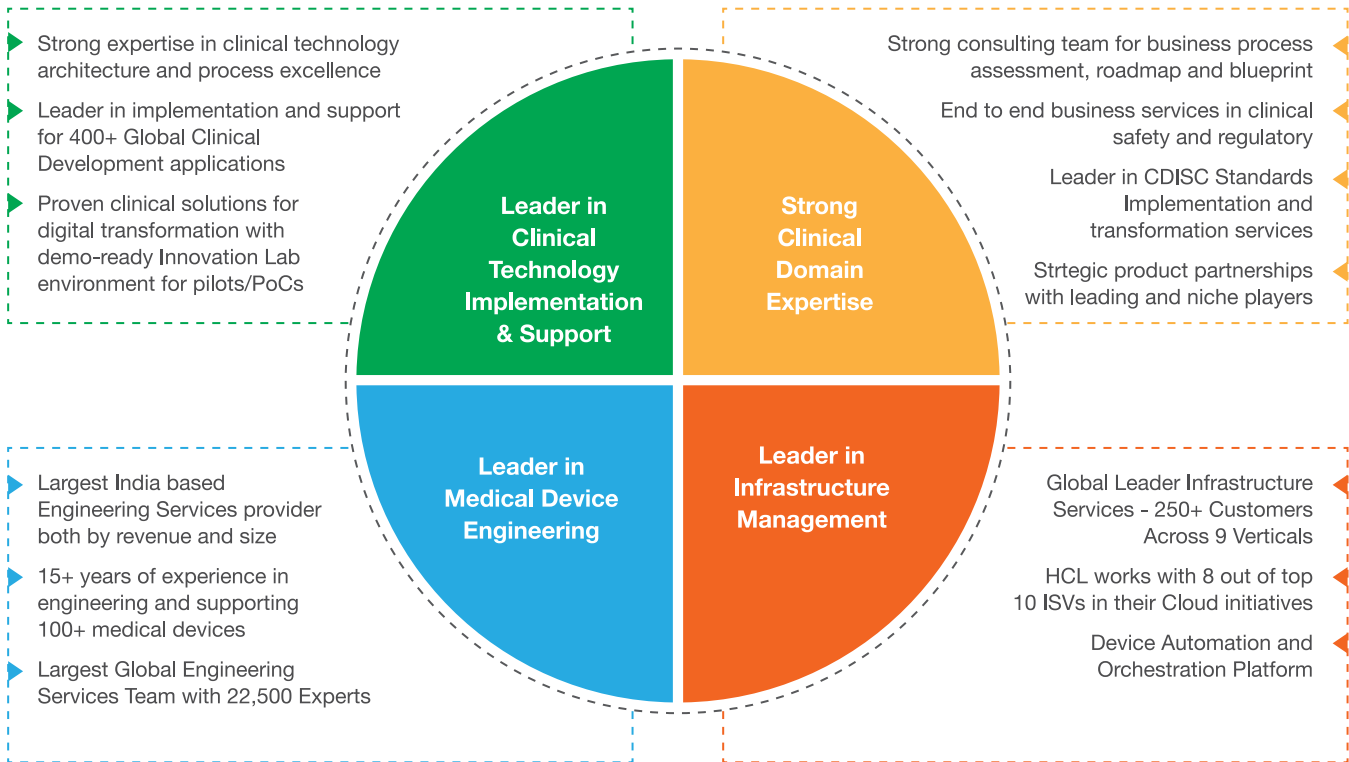 Strong expertise in clinical technology
architecture and process excellence
Leader in implementation and support
for 400+ Global Clinical
Development applications
Proven clinical solutions for
digital transformation with
demo-ready Innovation Lab
environment for pilots/PoCs
Leader in
Clinical
Technology
Implementation
& Support
Strong
Clinical
Domain
Expertise
Strong consulting team for business process
assessment, roadmap and blueprint
End to end business services in clinical
safety and regulatory
Leader in CDISC Standards
Implementation and
transformation services
Strtegic product partnerships
with leading and niche players
Largest India based
Engineering Services provider
both by revenue and size
15+ years of experience in
engineering and supporting
100+ medical devices
Largest Global Engineering
Services Team with 22,500 Experts
Leader in
Medical Device
Engineering
Leader in
Infrastructure
Management
Global Leader Infrastructure
Services - 250+ Customers
Across 9 Verticals
HCL works with 8 out of top
10 ISVs in their Cloud initiatives
Device Automation and
Orchestration Platform